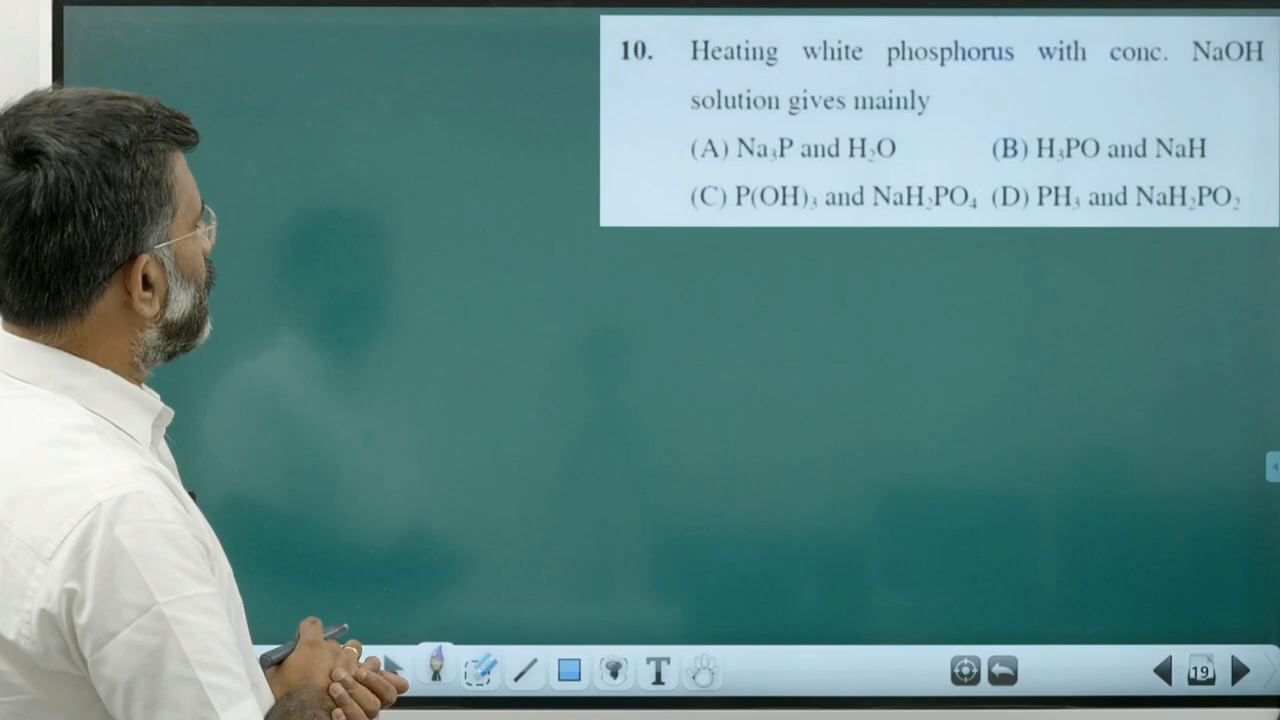 10. Heating white phosphorus with conc. NaOH
solution gives mainly
(A) Na₃P and H₂O (B) H₃PO and NaH
(C) P(OH)₃ and NaH₂PO₄ (D) PH₃ and NaH₂PO₂
T
19